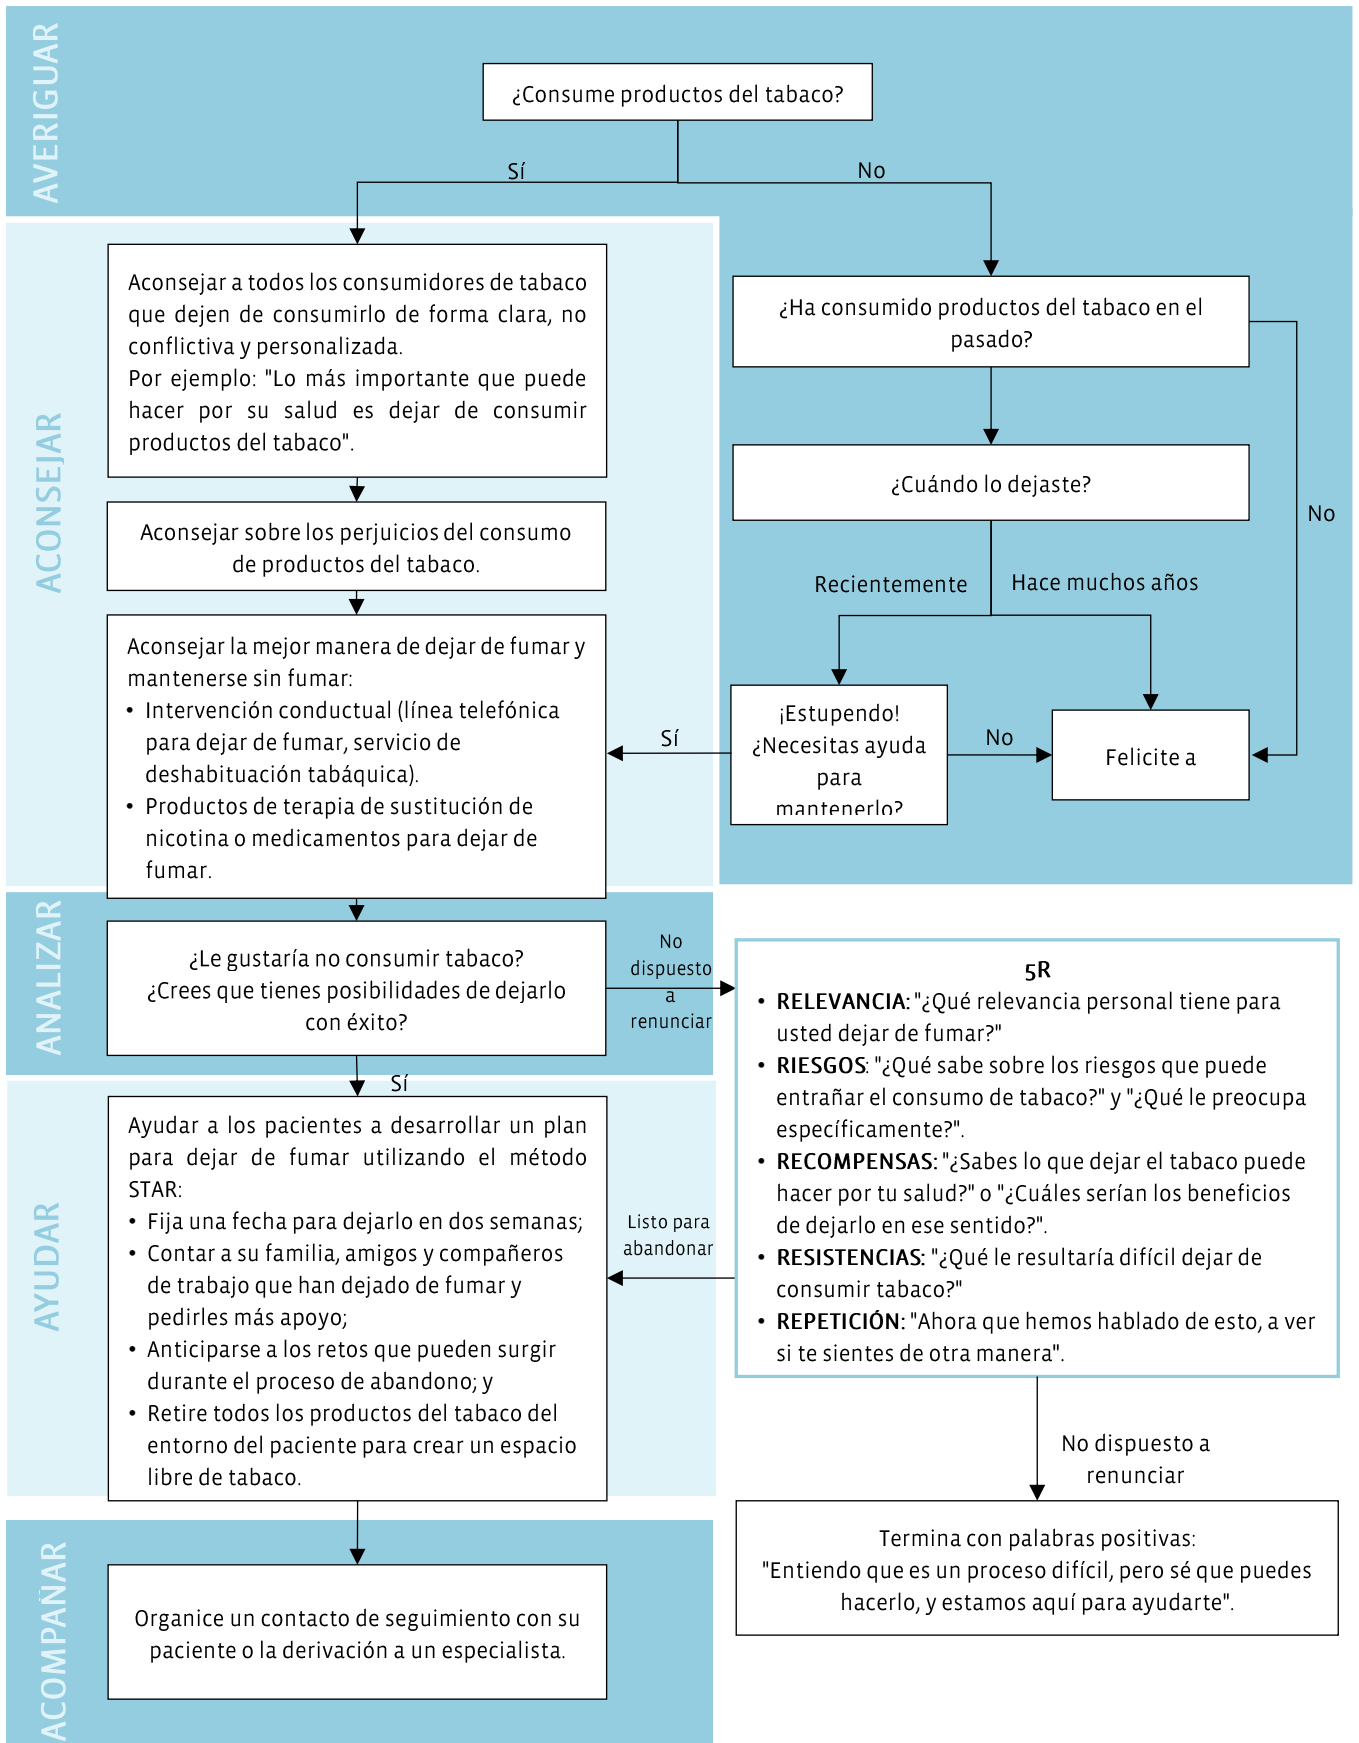 AVERIGUAR
¿Consume productos del tabaco?
Sí
No
ACONSEJAR
Aconsejar a todos los consumidores de tabaco
que dejen de consumirlo de forma clara, no
conflictiva y personalizada.
Por ejemplo: "Lo más importante que puede
hacer por su salud es dejar de consumir
productos del tabaco".
Aconsejar sobre los perjuicios del consumo
de productos del tabaco.
Aconsejar la mejor manera de dejar de fumar y
mantenerse sin fumar:
• Intervención conductual (línea telefónica
para dejar de fumar, servicio de
deshabituación tabáquica).
• Productos de terapia de sustitución de
nicotina o medicamentos para dejar de
fumar.
¿Ha consumido productos del tabaco en el
pasado?
¿Cuándo lo dejaste?
No
Recientemente
Hace muchos años
¡Estupendo!
¿Necesitas ayuda
para
mantenerlo?
Sí
No
Felicite a
ANALIZAR
¿Le gustaría no consumir tabaco?
¿Crees que tienes posibilidades de dejarlo
con éxito?
No
dispuesto
a
renunciar
Sí
5R
• RELEVANCIA: "¿Qué relevancia personal tiene para
usted dejar de fumar?"
• RIESGOS: "¿Qué sabe sobre los riesgos que puede
entrañar el consumo de tabaco?" y "¿Qué le preocupa
específicamente?".
• RECOMPENSAS: "¿Sabes lo que dejar el tabaco puede
hacer por tu salud?" o "¿Cuáles serían los beneficios
de dejarlo en ese sentido?".
• RESISTENCIAS: "¿Qué le resultaría difícil dejar de
consumir tabaco?"
• REPETICIÓN: "Ahora que hemos hablado de esto, a ver
si te sientes de otra manera".
AYUDAR
Ayudar a los pacientes a desarrollar un plan
para dejar de fumar utilizando el método
STAR:
• Fija una fecha para dejarlo en dos semanas;
• Contar a su familia, amigos y compañeros
de trabajo que han dejado de fumar y
pedirles más apoyo;
• Anticiparse a los retos que pueden surgir
durante el proceso de abandono; y
• Retire todos los productos del tabaco del
entorno del paciente para crear un espacio
libre de tabaco.
Listo para
abandonar
No dispuesto a
renunciar
Termina con palabras positivas:
"Entiendo que es un proceso difícil, pero sé que puedes
hacerlo, y estamos aquí para ayudarte".
ACOMPAÑAR
Organice un contacto de seguimiento con su
paciente o la derivación a un especialista.